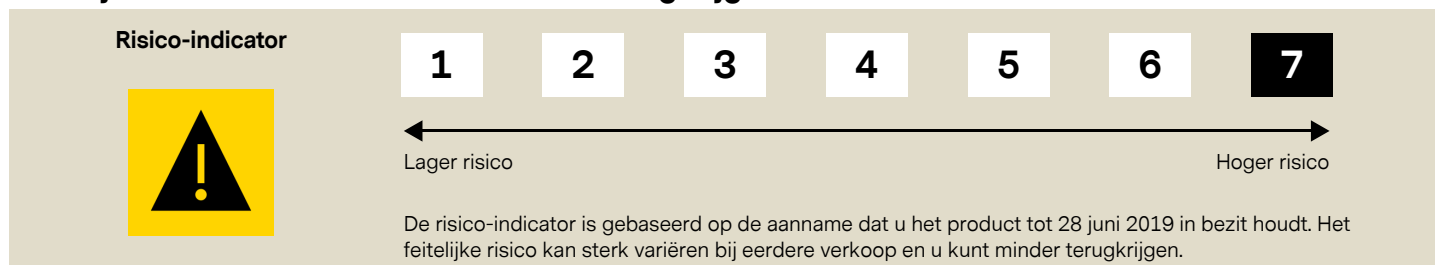 Risico-indicator
1 2 3 4 5 6 7
Lager risico Hoger risico
De risico-indicator is gebaseerd op de aanname dat u het product tot 28 juni 2019 in bezit houdt. Het
feitelijke risico kan sterk variëren bij eerdere verkoop en u kunt minder terugkrijgen.